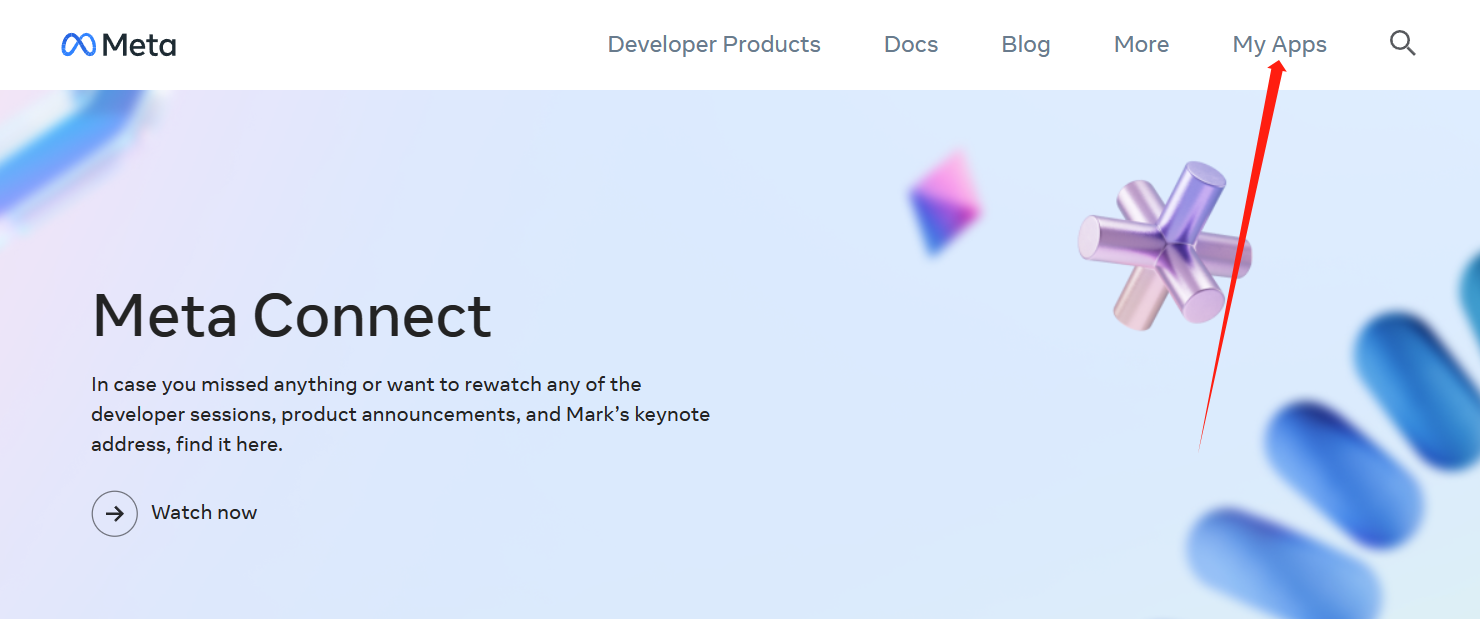 Meta
Developer Products
Docs
Blog
More
My Apps
Meta Connect
In case you missed anything or want to rewatch any of the
developer sessions, product announcements, and Mark’s keynote
address, find it here.
Watch now